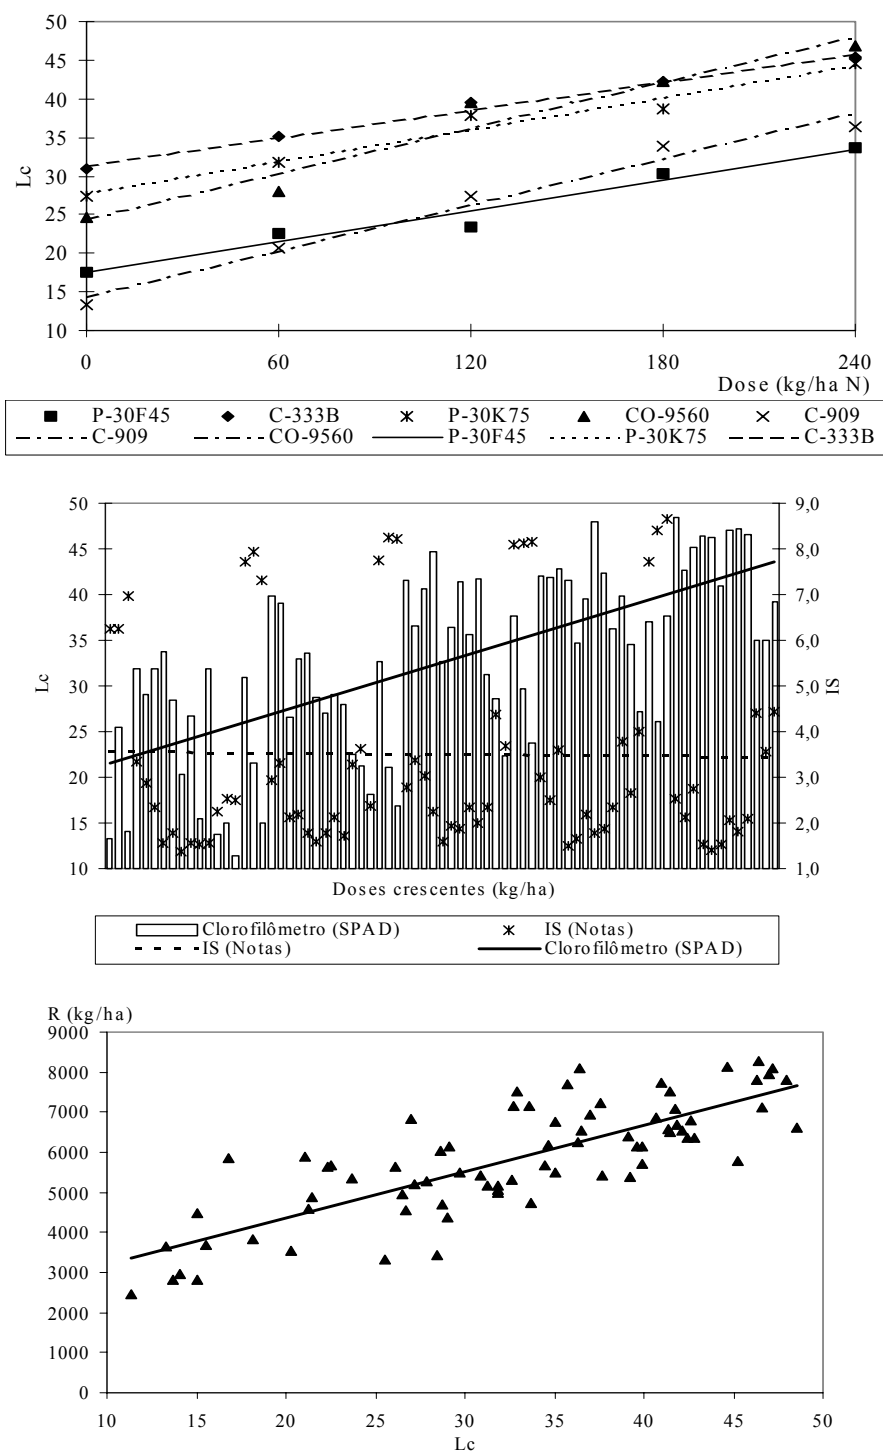 50
45
40
35
30
25
20
15
10
Lc
0 60 120 180 240
Dose (kg/ha N)
P-30F45 C-333B P-30K75 CO-9560 C-909
C-909 CO-9560 P-30F45 P-30K75 C-333B
50 9,0
45 8,0
40 7,0
35 6,0
30 5,0
25 4,0
20 3,0
15 2,0
10 1,0
Lc
IS
Doses crescentes (kg/ha)
Clorofilômetro (SPAD) IS (Notas)
IS (Notas) Clorofilômetro (SPAD)
R (kg/ha)
9000
8000
7000
6000
5000
4000
3000
2000
1000
0
10 15 20 25 30 35 40 45 50
Lc